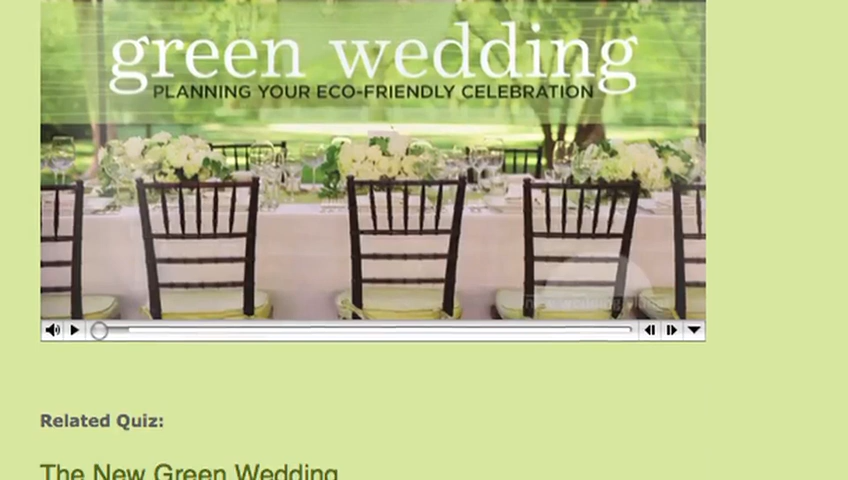 green wedding
PLANNING YOUR ECO-FRIENDLY CELEBRATION
Related Quiz:
The New Green Wedding